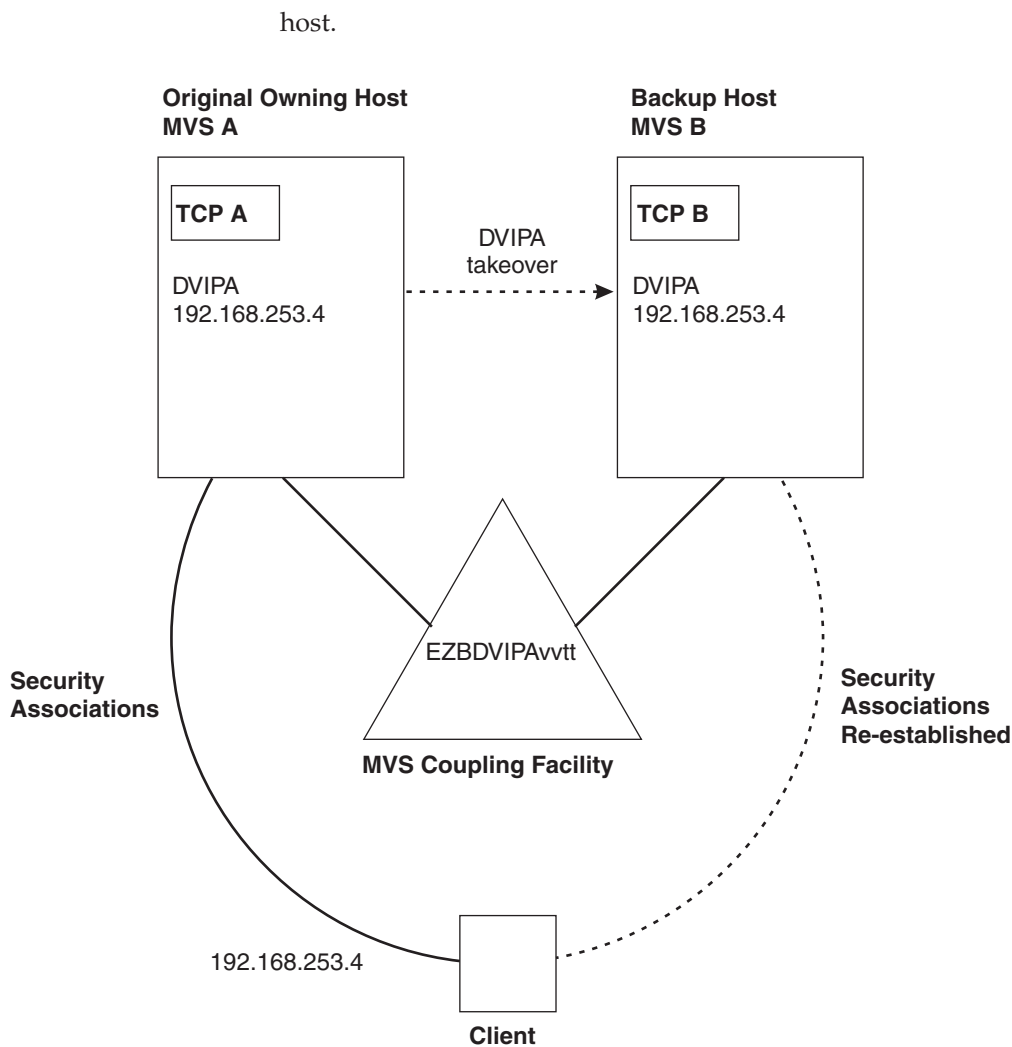 host.
Original Owning Host
MVS A
Backup Host
MVS B
TCP A
TCP B
DVIPA
takeover
DVIPA
192.168.253.4
DVIPA
192.168.253.4
EZBDVIPAvvtt
Security
Associations
Security
Associations
Re-established
MVS Coupling Facility
192.168.253.4
Client